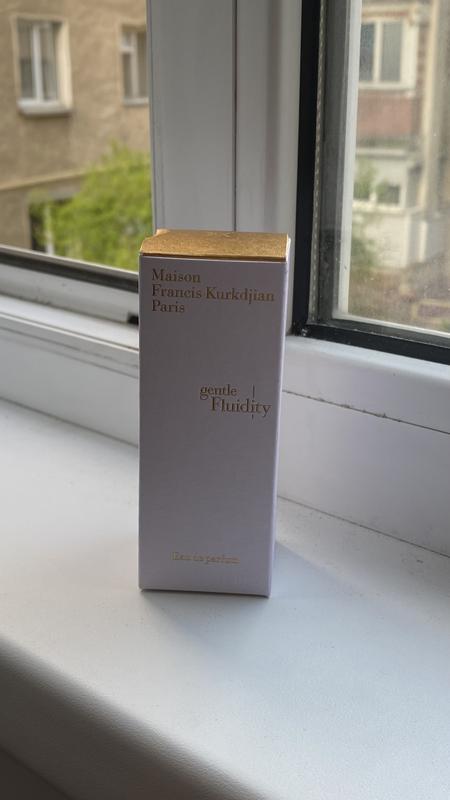 Maison
Francis Kurkdjian
Paris
gentle
Fluidity
Eau de parfum